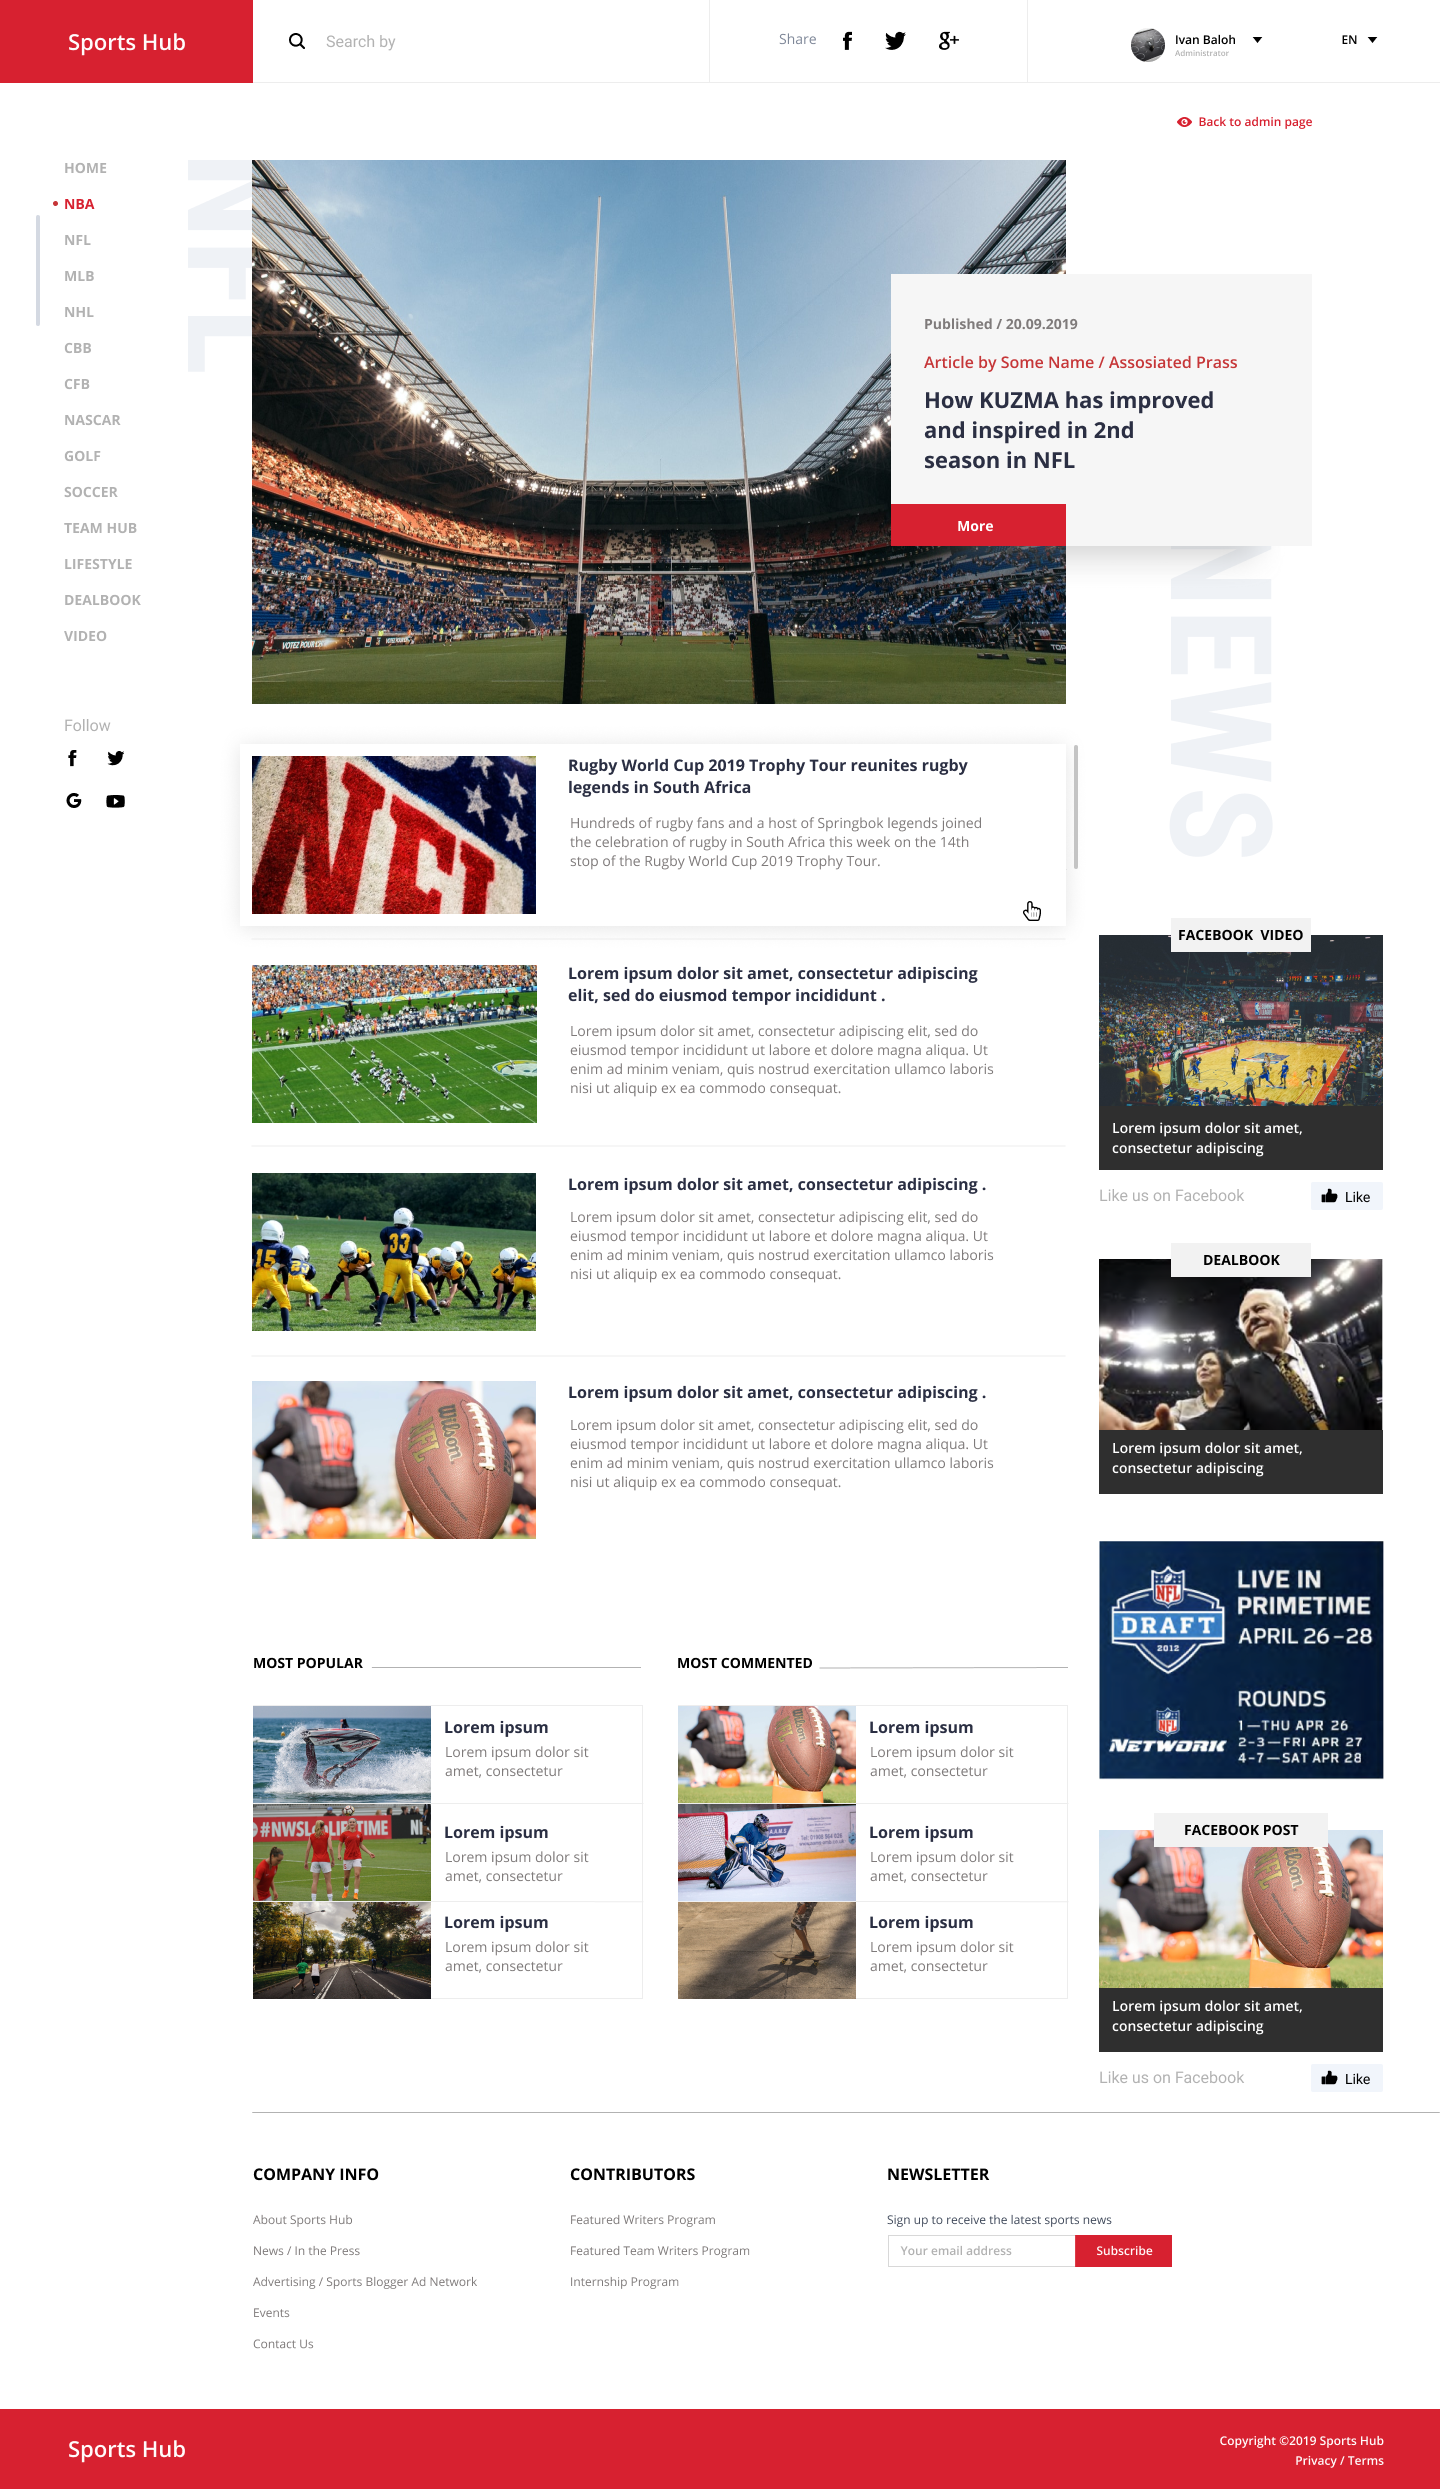 Sports Hub
Search by
Share
Ivan Baloh
Administrator
EN
Back to admin page
HOME
NBA
NFL
MLB
NHL
CBB
CFB
NASCAR
GOLF
SOCCER
TEAM HUB
LIFESTYLE
DEALBOOK
VIDEO
Follow
NFL
Published / 20.09.2019
Article by Some Name / Assosiated Prass
How KUZMA has improved
and inspired in 2nd
season in NFL
More
NEWS
NFL
Rugby World Cup 2019 Trophy Tour reunites rugby
legends in South Africa
Hundreds of rugby fans and a host of Springbok legends joined
the celebration of rugby in South Africa this week on the 14th
stop of the Rugby World Cup 2019 Trophy Tour.
Lorem ipsum dolor sit amet, consectetur adipiscing
elit, sed do eiusmod tempor incididunt .
Lorem ipsum dolor sit amet, consectetur adipiscing elit, sed do
eiusmod tempor incididunt ut labore et dolore magna aliqua. Ut
enim ad minim veniam, quis nostrud exercitation ullamco laboris
nisi ut aliquip ex ea commodo consequat.
15
33
Lorem ipsum dolor sit amet, consectetur adipiscing .
Lorem ipsum dolor sit amet, consectetur adipiscing elit, sed do
eiusmod tempor incididunt ut labore et dolore magna aliqua. Ut
enim ad minim veniam, quis nostrud exercitation ullamco laboris
nisi ut aliquip ex ea commodo consequat.
Wilson
NFL
Lorem ipsum dolor sit amet, consectetur adipiscing .
Lorem ipsum dolor sit amet, consectetur adipiscing elit, sed do
eiusmod tempor incididunt ut labore et dolore magna aliqua. Ut
enim ad minim veniam, quis nostrud exercitation ullamco laboris
nisi ut aliquip ex ea commodo consequat.
FACEBOOK VIDEO
Lorem ipsum dolor sit amet,
consectetur adipiscing
Like us on Facebook
Like
DEALBOOK
Lorem ipsum dolor sit amet,
consectetur adipiscing
NFL
DRAFT
2012
LIVE IN
PRIMETIME
APRIL 26-28
NFL
NETWORK
ROUNDS
1—THU APR 26
2-3—FRI APR 27
4-7—SAT APR 28
FACEBOOK POST
Lorem ipsum dolor sit amet,
consectetur adipiscing
Like us on Facebook
Like
MOST POPULAR
Lorem ipsum
Lorem ipsum dolor sit
amet, consectetur
Lorem ipsum
Lorem ipsum dolor sit
amet, consectetur
Lorem ipsum
Lorem ipsum dolor sit
amet, consectetur
MOST COMMENTED
Lorem ipsum
Lorem ipsum dolor sit
amet, consectetur
Lorem ipsum
Lorem ipsum dolor sit
amet, consectetur
Lorem ipsum
Lorem ipsum dolor sit
amet, consectetur
COMPANY INFO
About Sports Hub
News / In the Press
Advertising / Sports Blogger Ad Network
Events
Contact Us
CONTRIBUTORS
Featured Writers Program
Featured Team Writers Program
Internship Program
NEWSLETTER
Sign up to receive the latest sports news
Your email address
Subscribe
Sports Hub
Copyright ©2019 Sports Hub
Privacy / Terms